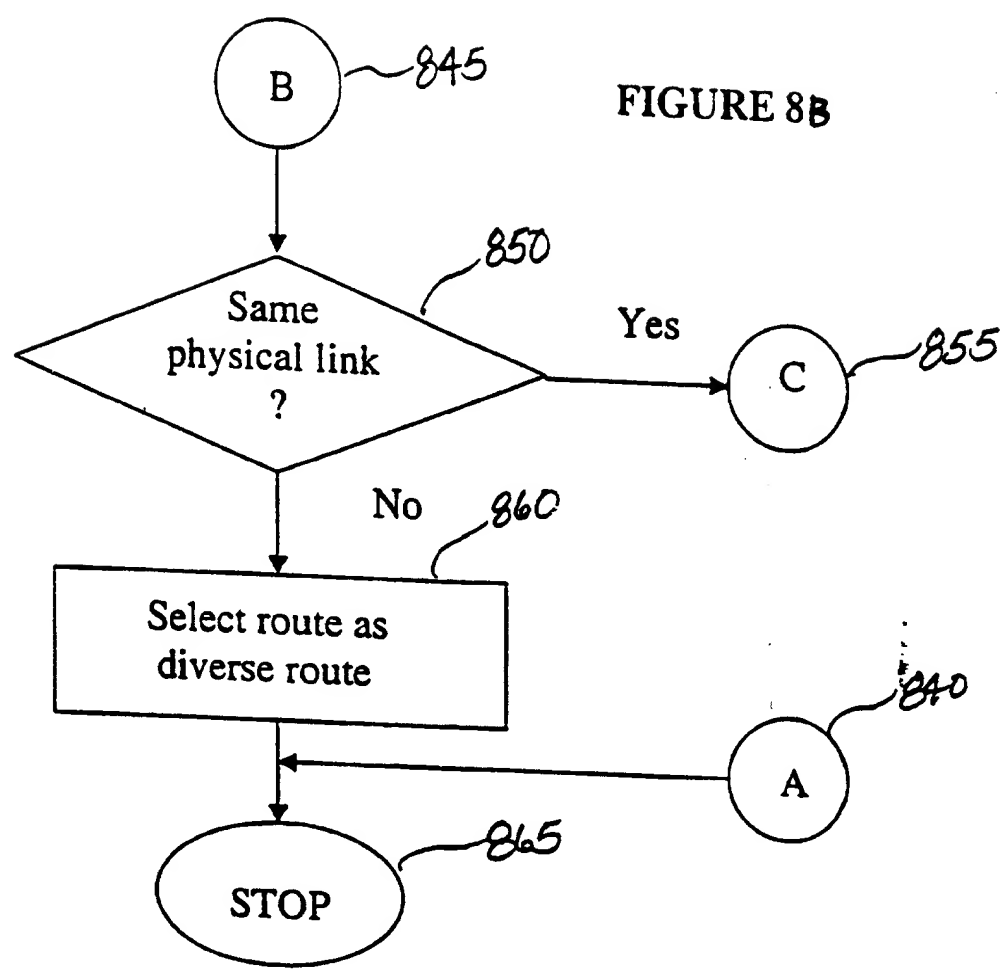 B
845
FIGURE 8B
850
Same
physical link
?
Yes
C
855
No
860
Select route as
diverse route
840
A
865
STOP